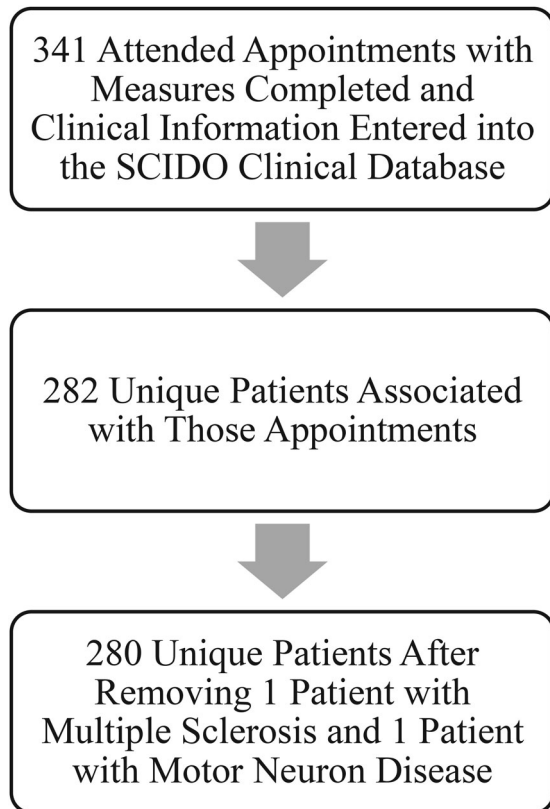 341 Attended Appointments with
Measures Completed and
Clinical Information Entered into
the SCIDO Clinical Database
282 Unique Patients Associated
with Those Appointments
280 Unique Patients After
Removing 1 Patient with
Multiple Sclerosis and 1 Patient
with Motor Neuron Disease